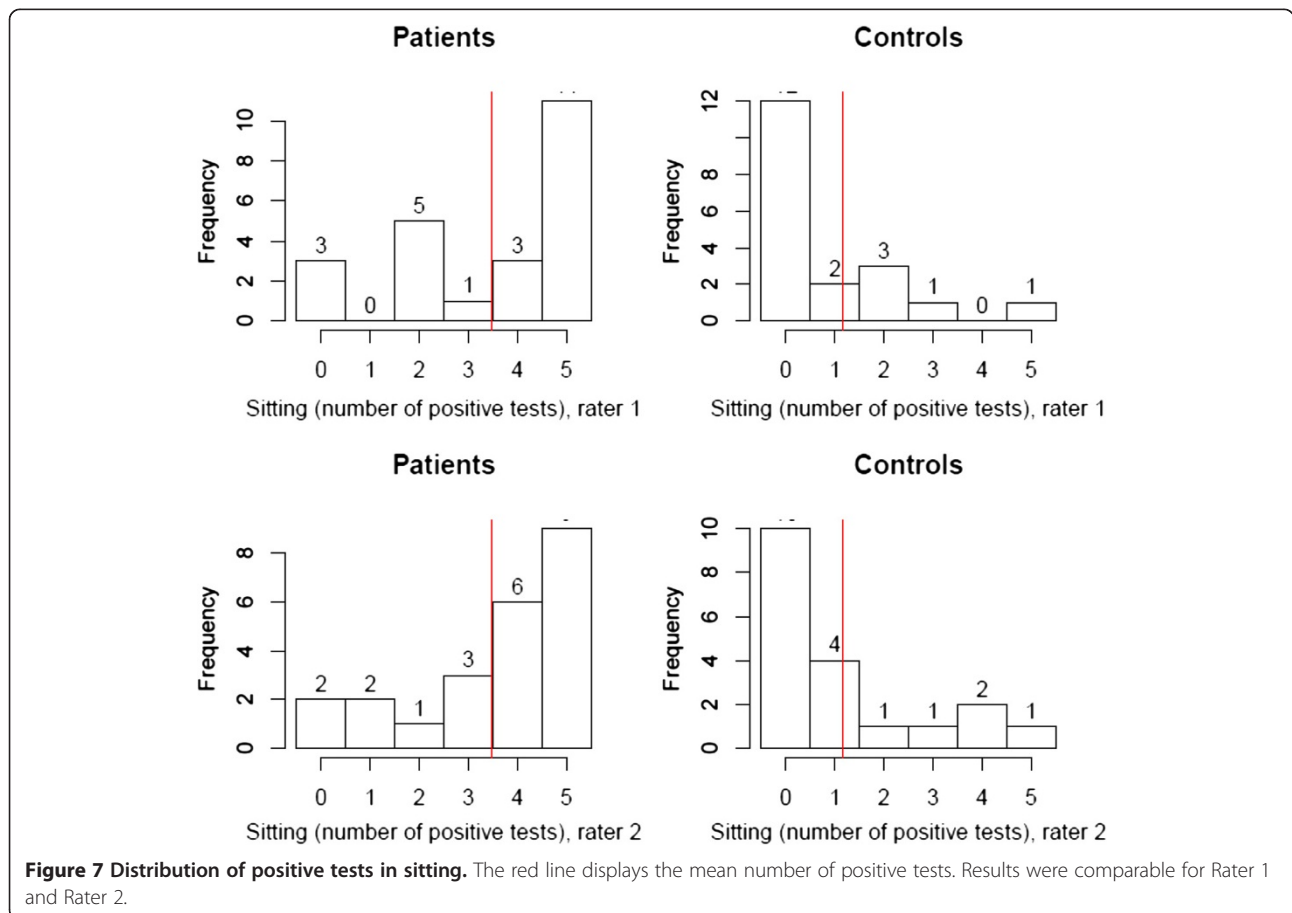 Patients
Controls
Frequency
10
8
6
4
2
0
3
0
5
1
3
0 1 2 3 4 5
Sitting (number of positive tests), rater 1
Frequency
12
8
6
4
2
0
2
3
1
0
1
0 1 2 3 4 5
Sitting (number of positive tests), rater 1
Patients
Controls
Frequency
8
6
4
2
0
2
2
1
3
6
0 1 2 3 4 5
Sitting (number of positive tests), rater 2
Frequency
10
8
6
4
2
0
4
1
1
2
1
0 1 2 3 4 5
Sitting (number of positive tests), rater 2
Figure 7 Distribution of positive tests in sitting. The red line displays the mean number of positive tests. Results were comparable for Rater 1
and Rater 2.